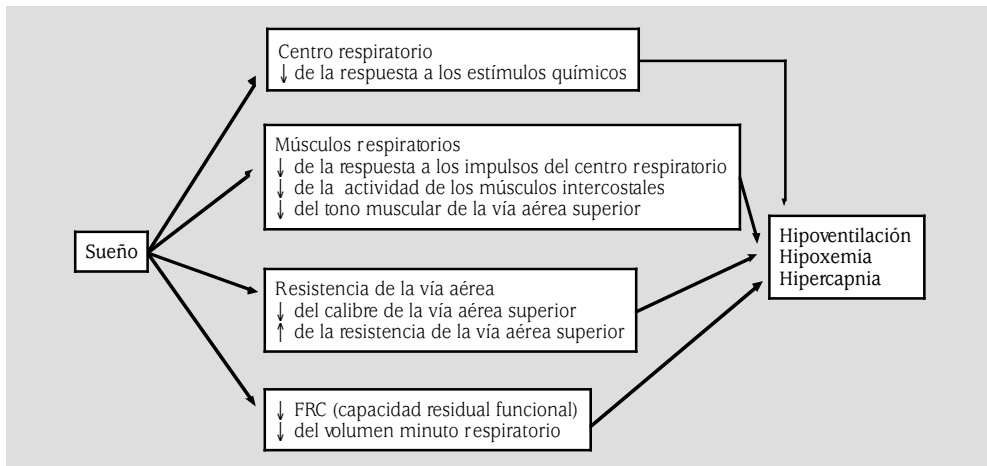 Centro respiratorio
↓ de la respuesta a los estímulos químicos
Músculos respiratorios
↓ de la respuesta a los impulsos del centro respiratorio
↓ de la actividad de los músculos intercostales
↓ del tono muscular de la vía aérea superior
Sueño
Hipoventilación
Hipoxemia
Hipercapnia
Resistencia de la vía aérea
↓ del calibre de la vía aérea superior
↑ de la resistencia de la vía aérea superior
↓ FRC (capacidad residual funcional)
↓ del volumen minuto respiratorio